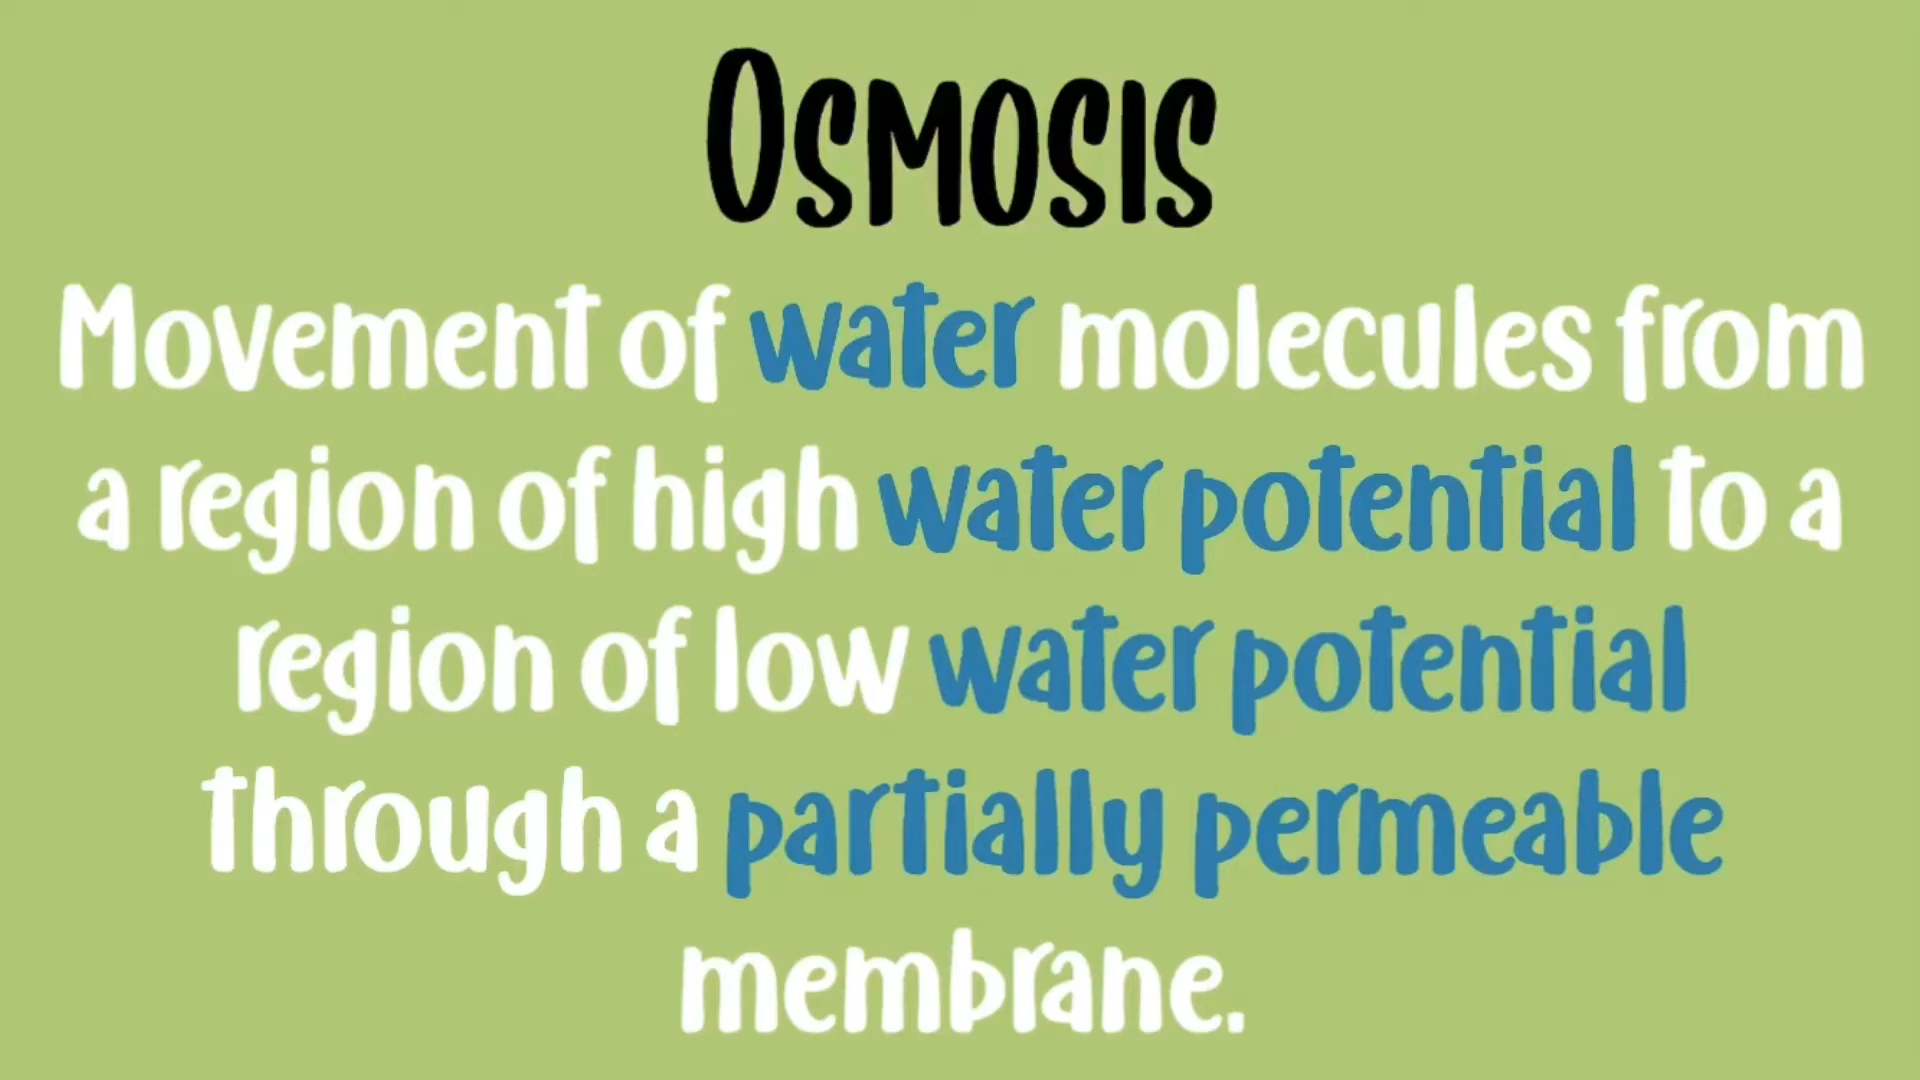 Osmosis
Movement of water molecules from
a region of high water potential to a
region of low water potential
through a partially permeable
membrane.